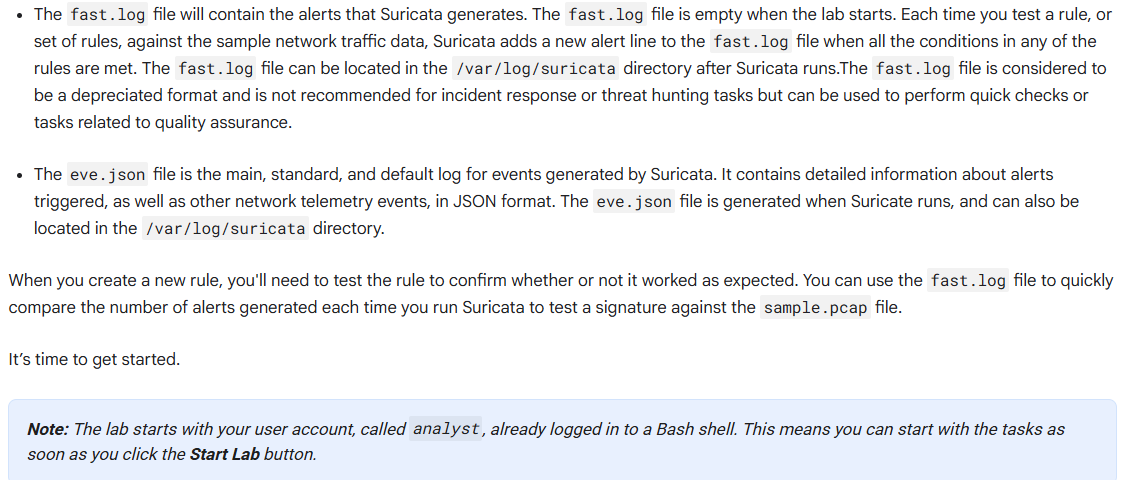 • The fast.log file will contain the alerts that Suricata generates. The fast.log file is empty when the lab starts. Each time you test a rule, or
set of rules, against the sample network traffic data, Suricata adds a new alert line to the fast.log file when all the conditions in any of the
rules are met. The fast.log file can be located in the /var/log/suricata directory after Suricata runs.The fast.log file is considered to
be a depreciated format and is not recommended for incident response or threat hunting tasks but can be used to perform quick checks or
tasks related to quality assurance.
• The eve.json file is the main, standard, and default log for events generated by Suricata. It contains detailed information about alerts
triggered, as well as other network telemetry events, in JSON format. The eve.json file is generated when Suricate runs, and can also be
located in the /var/log/suricata directory.
When you create a new rule, you'll need to test the rule to confirm whether or not it worked as expected. You can use the fast.log file to quickly
compare the number of alerts generated each time you run Suricata to test a signature against the sample.pcap file.
It’s time to get started.
Note: The lab starts with your user account, called analyst, already logged in to a Bash shell. This means you can start with the tasks as
soon as you click the Start Lab button.